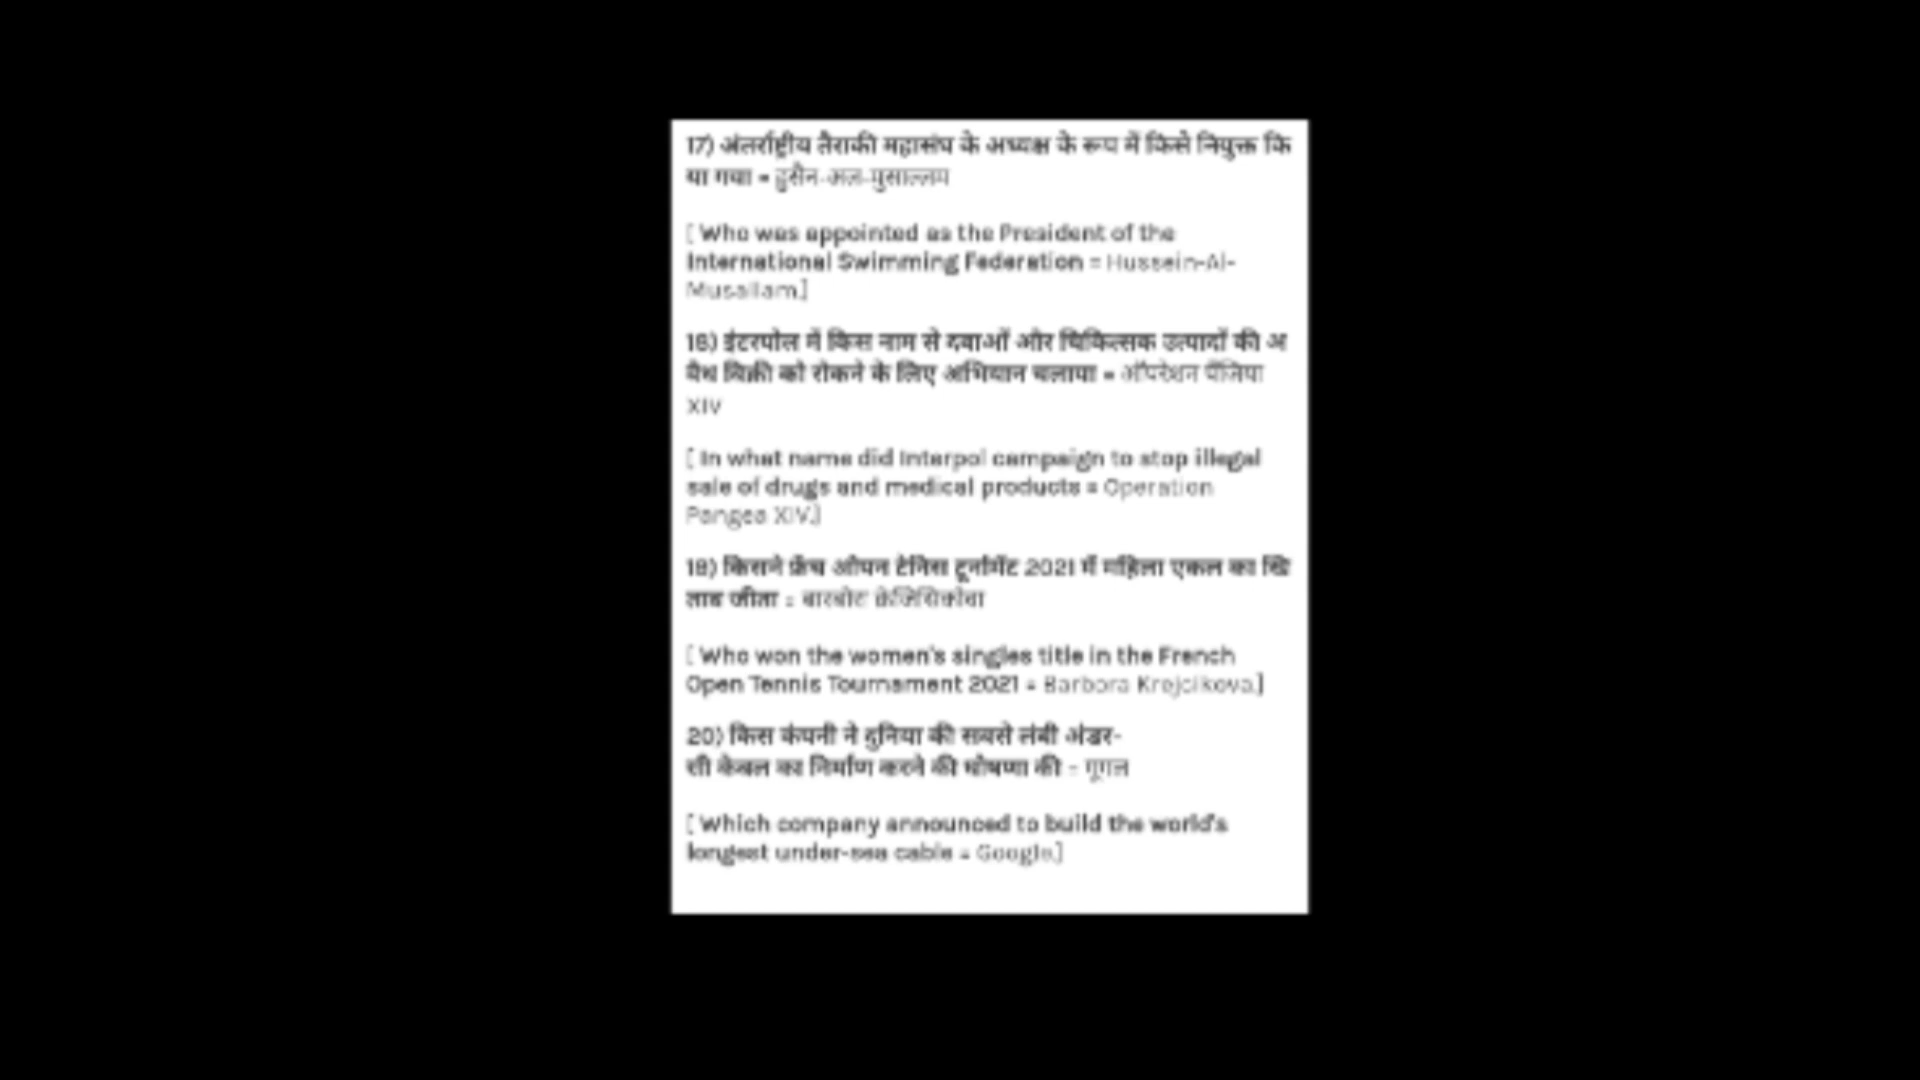 17) अंतर्राष्ट्रीय तैराकी महासंघ के अध्यक्ष के रूप में किसे नियुक्त कि
या गया = हुसैन-अल-मुसाल्लम
[ Who was appointed as the President of the
International Swimming Federation = Hussein-Al-
Musallam.]
18) इंटरपोल में किस नाम से दवाओं और चिकित्सक उत्पादों की अ
वैध बिक्री को रोकने के लिए अभियान चलाया = ऑपरेशन पैंजिया
XIV
[ In what name did Interpol campaign to stop illegal
sale of drugs and medical products = Operation
Pangea XIV.]
19) किसने फ्रेंच ओपन टेनिस टूर्नामेंट 2021 में महिला एकल का खि
ताब जीता = क्रेजिसिकोवा
[ Who won the women's singles title in the French
Open Tennis Tournament 2021 = Barbora Krejcikova.]
20) किस कंपनी ने दुनिया की सबसे लंबी अंडर-
सी केबल का निर्माण करने की घोषणा की = गूगल
[ Which company announced to build the world's
longest under-sea cable = Google.]